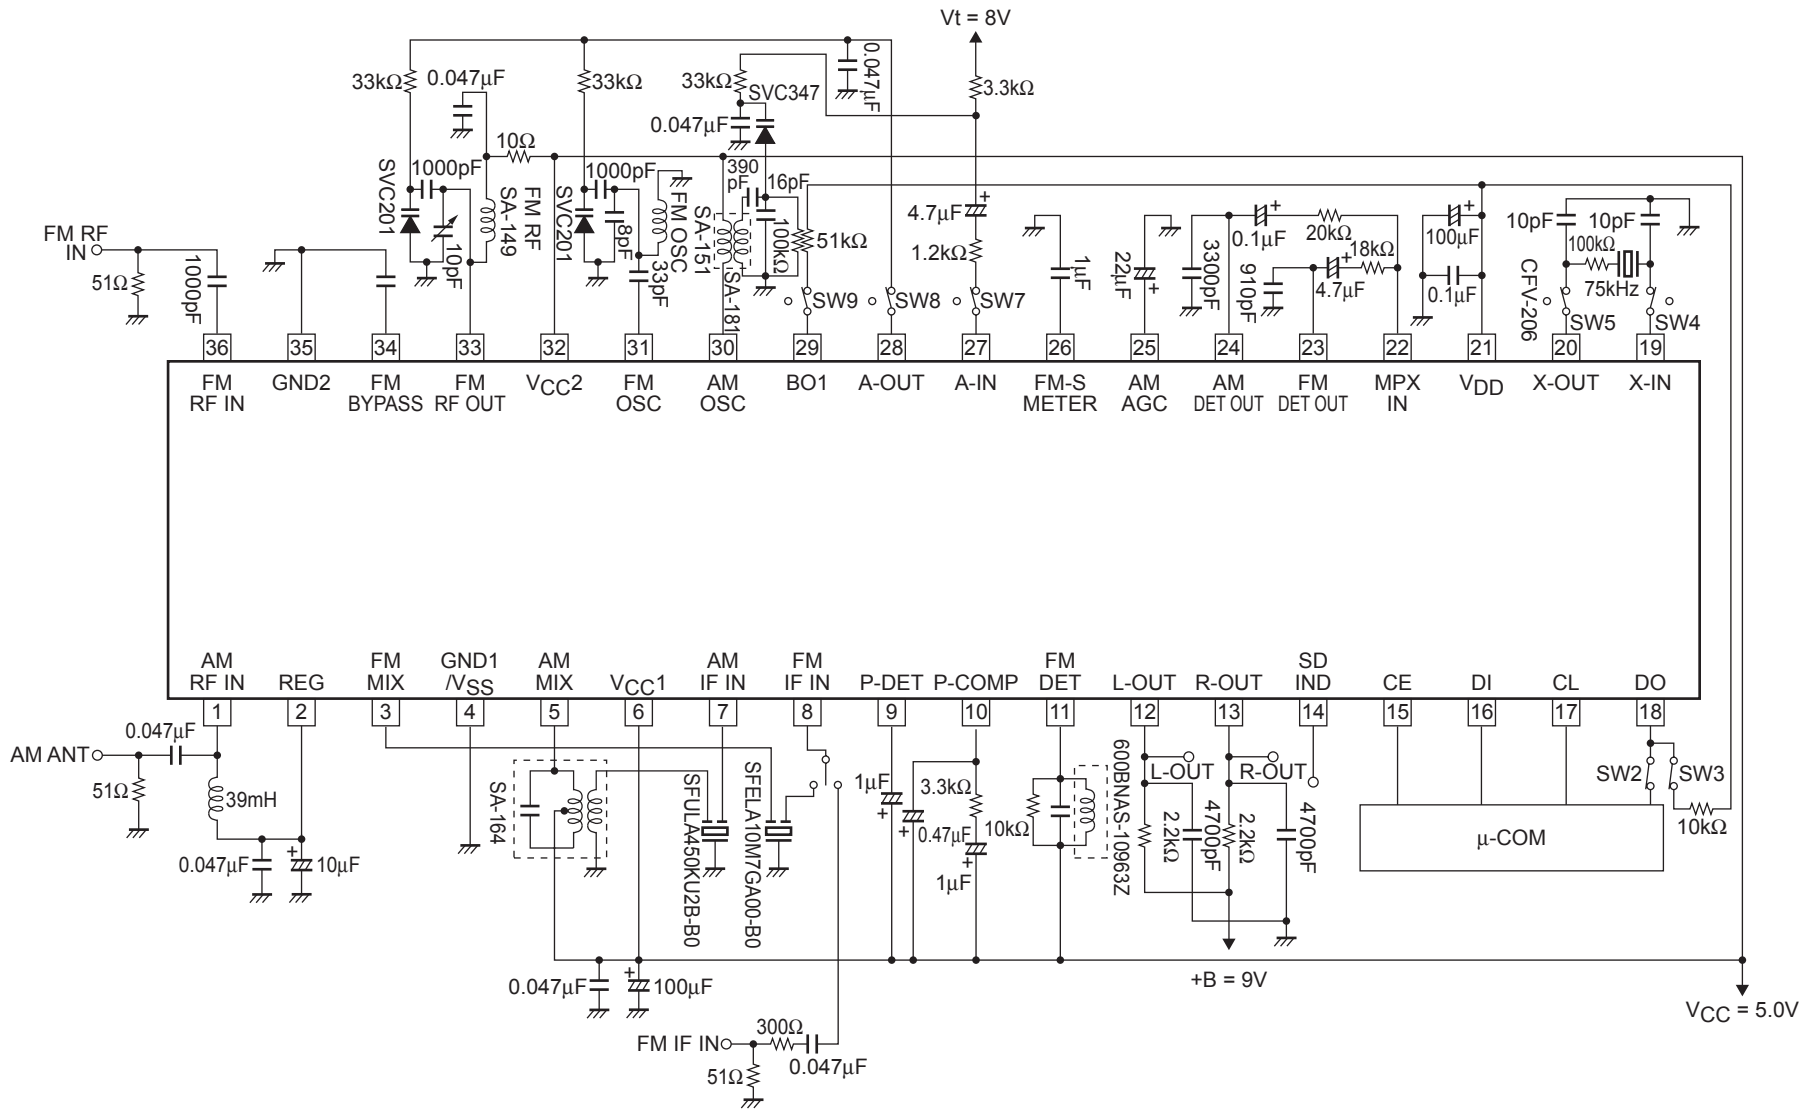 Vt = 8V
33kΩ
0.047μF
33kΩ
33kΩ
SVC347
0.047μF
3.3kΩ
0.047μF
10Ω
1000pF
SVC201
10pF
SA-149
FM RF
1000pF
SVC201
8pF
FM OSC
33pF
390
pF
16pF
SA-151
SA-181
100kΩ
51kΩ
4.7μF
1.2kΩ
FM RF
IN
51Ω
1000pF
SW9
SW8
SW7
1μF
22μF
3300pF
0.1μF
20kΩ
910pF
18kΩ
4.7μF
100μF
0.1μF
10pF
10pF
100kΩ
75kHz
CFV-206
SW5
SW4
36 35 34 33 32 31 30 29 28 27 26 25 24 23 22 21 20 19
FM
RF IN
GND2
FM
BYPASS
FM
RF OUT
VCC2
FM
OSC
AM
OSC
BO1
A-OUT
A-IN
FM-S
METER
AM
AGC
AM
DET OUT
FM
DET OUT
MPX
IN
VDD
X-OUT
X-IN
AM
RF IN
REG
FM
MIX
GND1
/VSS
AM
MIX
VCC1
AM
IF IN
FM
IF IN
P-DET
P-COMP
FM
DET
L-OUT
R-OUT
SD
IND
CE
DI
CL
DO
1 2 3 4 5 6 7 8 9 10 11 12 13 14 15 16 17 18
AM ANT
0.047μF
51Ω
39mH
0.047μF
+
10μF
SA-164
SFULA450KU2B-B0
SFELA10M7GA00-B0
1μF
+
3.3kΩ
+
0.47μF
+
1μF
10kΩ
600BNAS-10963Z
L-OUT
2.2kΩ
4700pF
R-OUT
2.2kΩ
4700pF
SW2
SW3
10kΩ
μ-COM
0.047μF
+
100μF
+B = 9V
VCC = 5.0V
FM IF IN
300Ω
51Ω
0.047μF